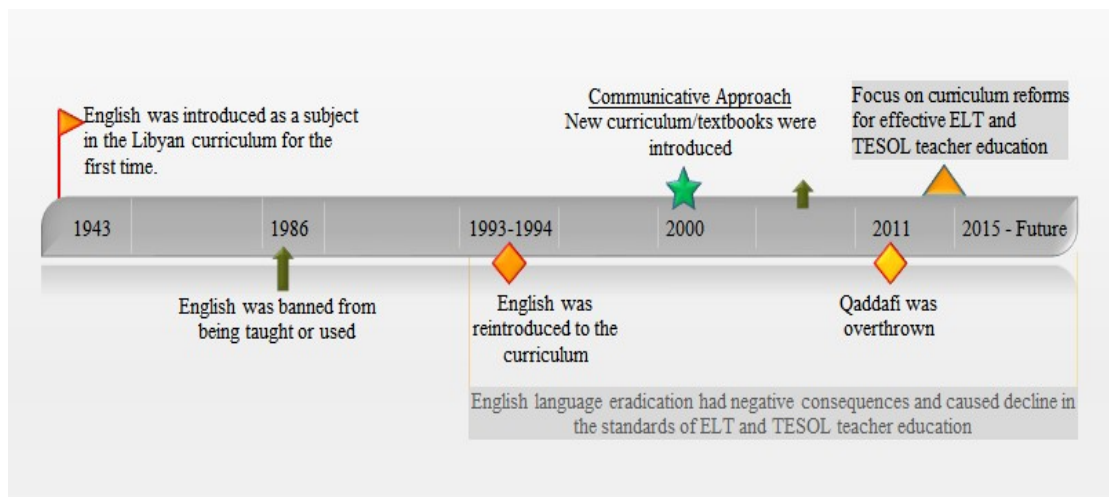 English was introduced as a subject
in the Libyan curriculum for the
first time.
Communicative Approach
New curriculum/textbooks were
introduced
Focus on curriculum reforms
for effective ELT and
TESOL teacher education
1943
1986
1993-1994
2000
2011
2015 - Future
English was banned from
being taught or used
English was
reintroduced to the
curriculum
Qaddafi was
overthrown
English language eradication had negative consequences and caused decline in
the standards of ELT and TESOL teacher education